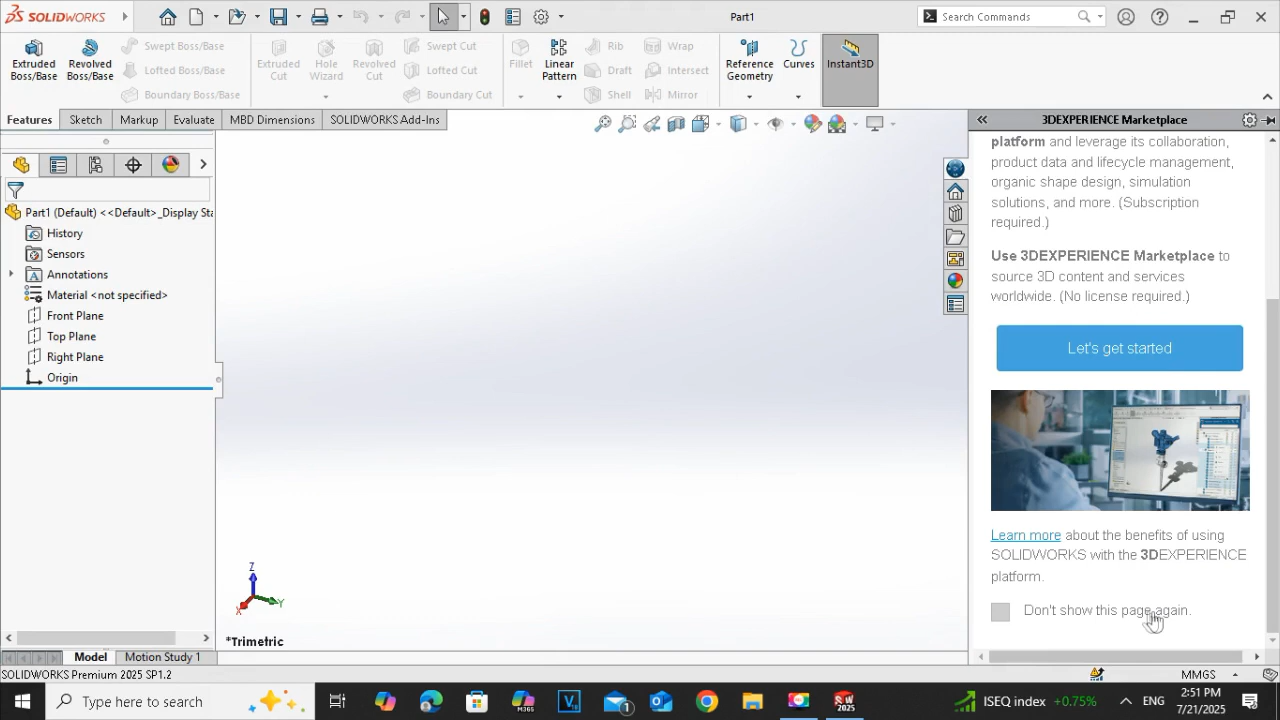 SOLIDWORKS
Part1
Search Commands
Extruded Boss/Base
Revolved Boss/Base
Swept Boss/Base
Lofted Boss/Base
Boundary Boss/Base
Extruded Cut
Hole Wizard
Revolved Cut
Swept Cut
Lofted Cut
Boundary Cut
Fillet
Linear Pattern
Rib
Draft
Shell
Wrap
Intersect
Mirror
Reference Geometry
Curves
Instant3D
Features
Sketch
Markup
Evaluate
MBD Dimensions
SOLIDWORKS Add-Ins
3DEXPERIENCE Marketplace
Part1 (Default) <<Default>_Display Sta
History
Sensors
Annotations
Material <not specified>
Front Plane
Top Plane
Right Plane
Origin
platform and leverage its collaboration,
product data and lifecycle management,
organic shape design, simulation
solutions, and more. (Subscription
required.)
Use 3DEXPERIENCE Marketplace to
source 3D content and services
worldwide. (No license required.)
Let's get started
Learn more about the benefits of using
SOLIDWORKS with the 3DEXPERIENCE
platform.
Don't show this page again.
Z
X
Y
*Trimetric
Model
Motion Study 1
SOLIDWORKS Premium 2025 SP1.2
MMGS
Type here to search
M365
V
1
SW
2025
ISEQ index +0.75%
ENG
2:51 PM
7/21/2025